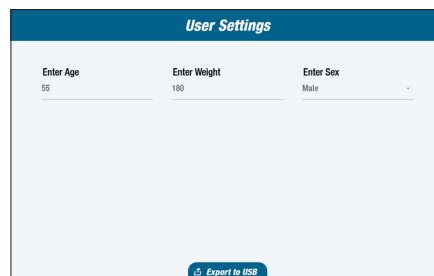 User Settings
Enter Age
Enter Weight
Enter Sex
55
180
Male
Export to USB